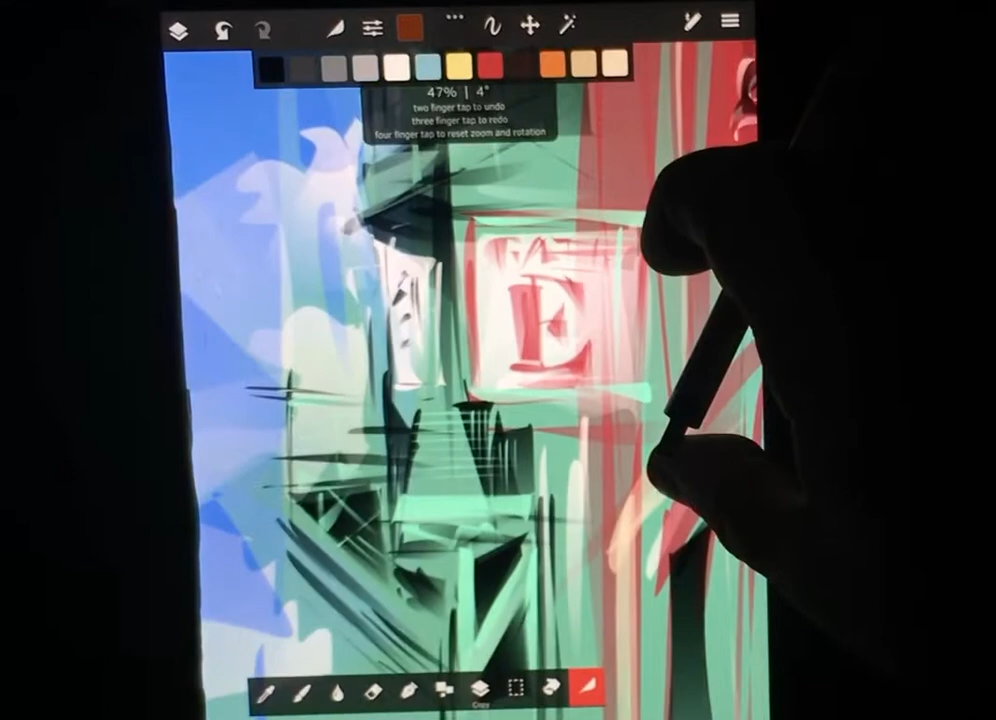 47% | 4°
two finger tap to undo
three finger tap to redo
four finger tap to reset zoom and rotation
E
Copy